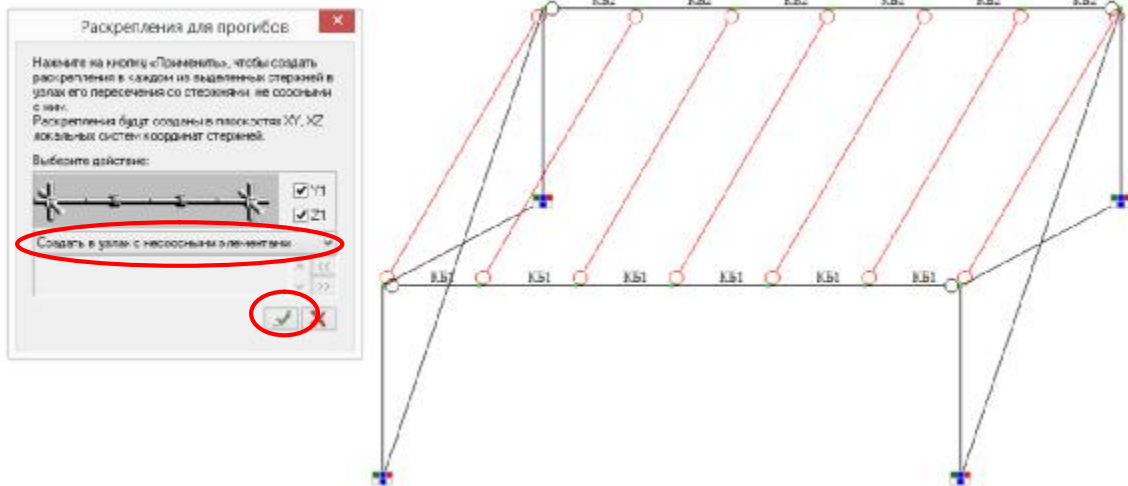 Раскрепления для прогибов
Нажмите на кнопку «Применить», чтобы создать
раскрепления в каждом из выделенных стержней в
узлах его пересечения со стержнями, не соосными
с ним.
Раскрепления будут созданы в плоскостях XY, XZ
локальных систем координат стержней.
Выберите действие:
Y1
Z1
Создать в узлах с несоосными элементами
<<
>>
КБ2 КБ2 КБ2 КБ2 КБ2 КБ2
КБ1 КБ1 КБ1 КБ1 КБ1 КБ1